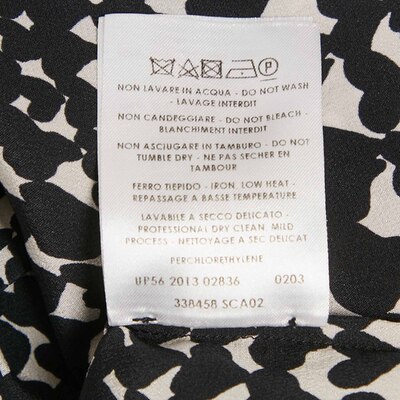 P
NON LAVARE IN ACQUA - DO NOT WASH
- LAVAGE INTERDIT
NON CANDEGGIARE - DO NOT BLEACH -
BLANCHIMENT INTERDIT
NON ASCIUGARE IN TAMBURO - DO NOT
TUMBLE DRY - NE PAS SECHER EN
TAMBOUR
FERRO TIEPIDO - IRON, LOW HEAT -
REPASSAGE A BASSE TEMPERATURE
LAVABILE A SECCO DELICATO -
PROFESSIONAL DRY CLEAN MILD
PROCESS - NETTOYAGE A SEC DELICAT
PERCHLORETHYLENE
UP56 2013 02836 0203
338458 SCA02